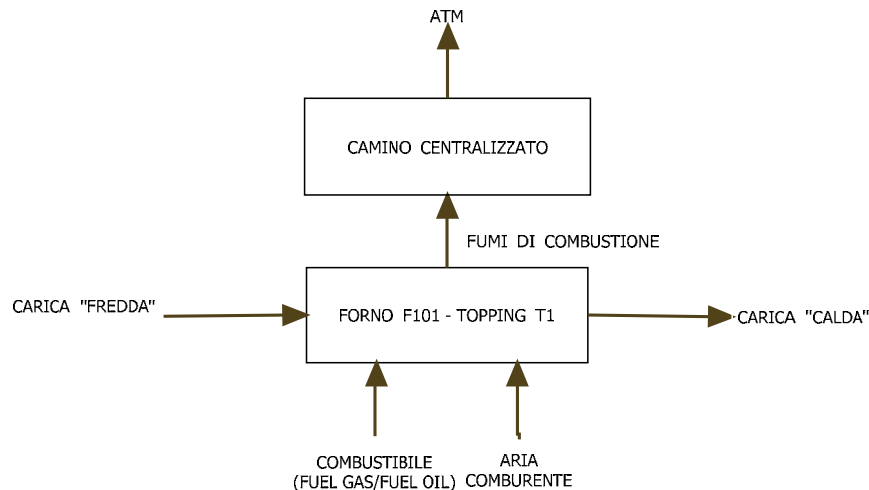 ATM
CAMINO CENTRALIZZATO
FUMI DI COMBUSTIONE
CARICA "FREDDA"
FORNO F101 - TOPPING T1
CARICA "CALDA"
COMBUSTIBILE
(FUEL GAS/FUEL OIL)
ARIA
COMBURENTE